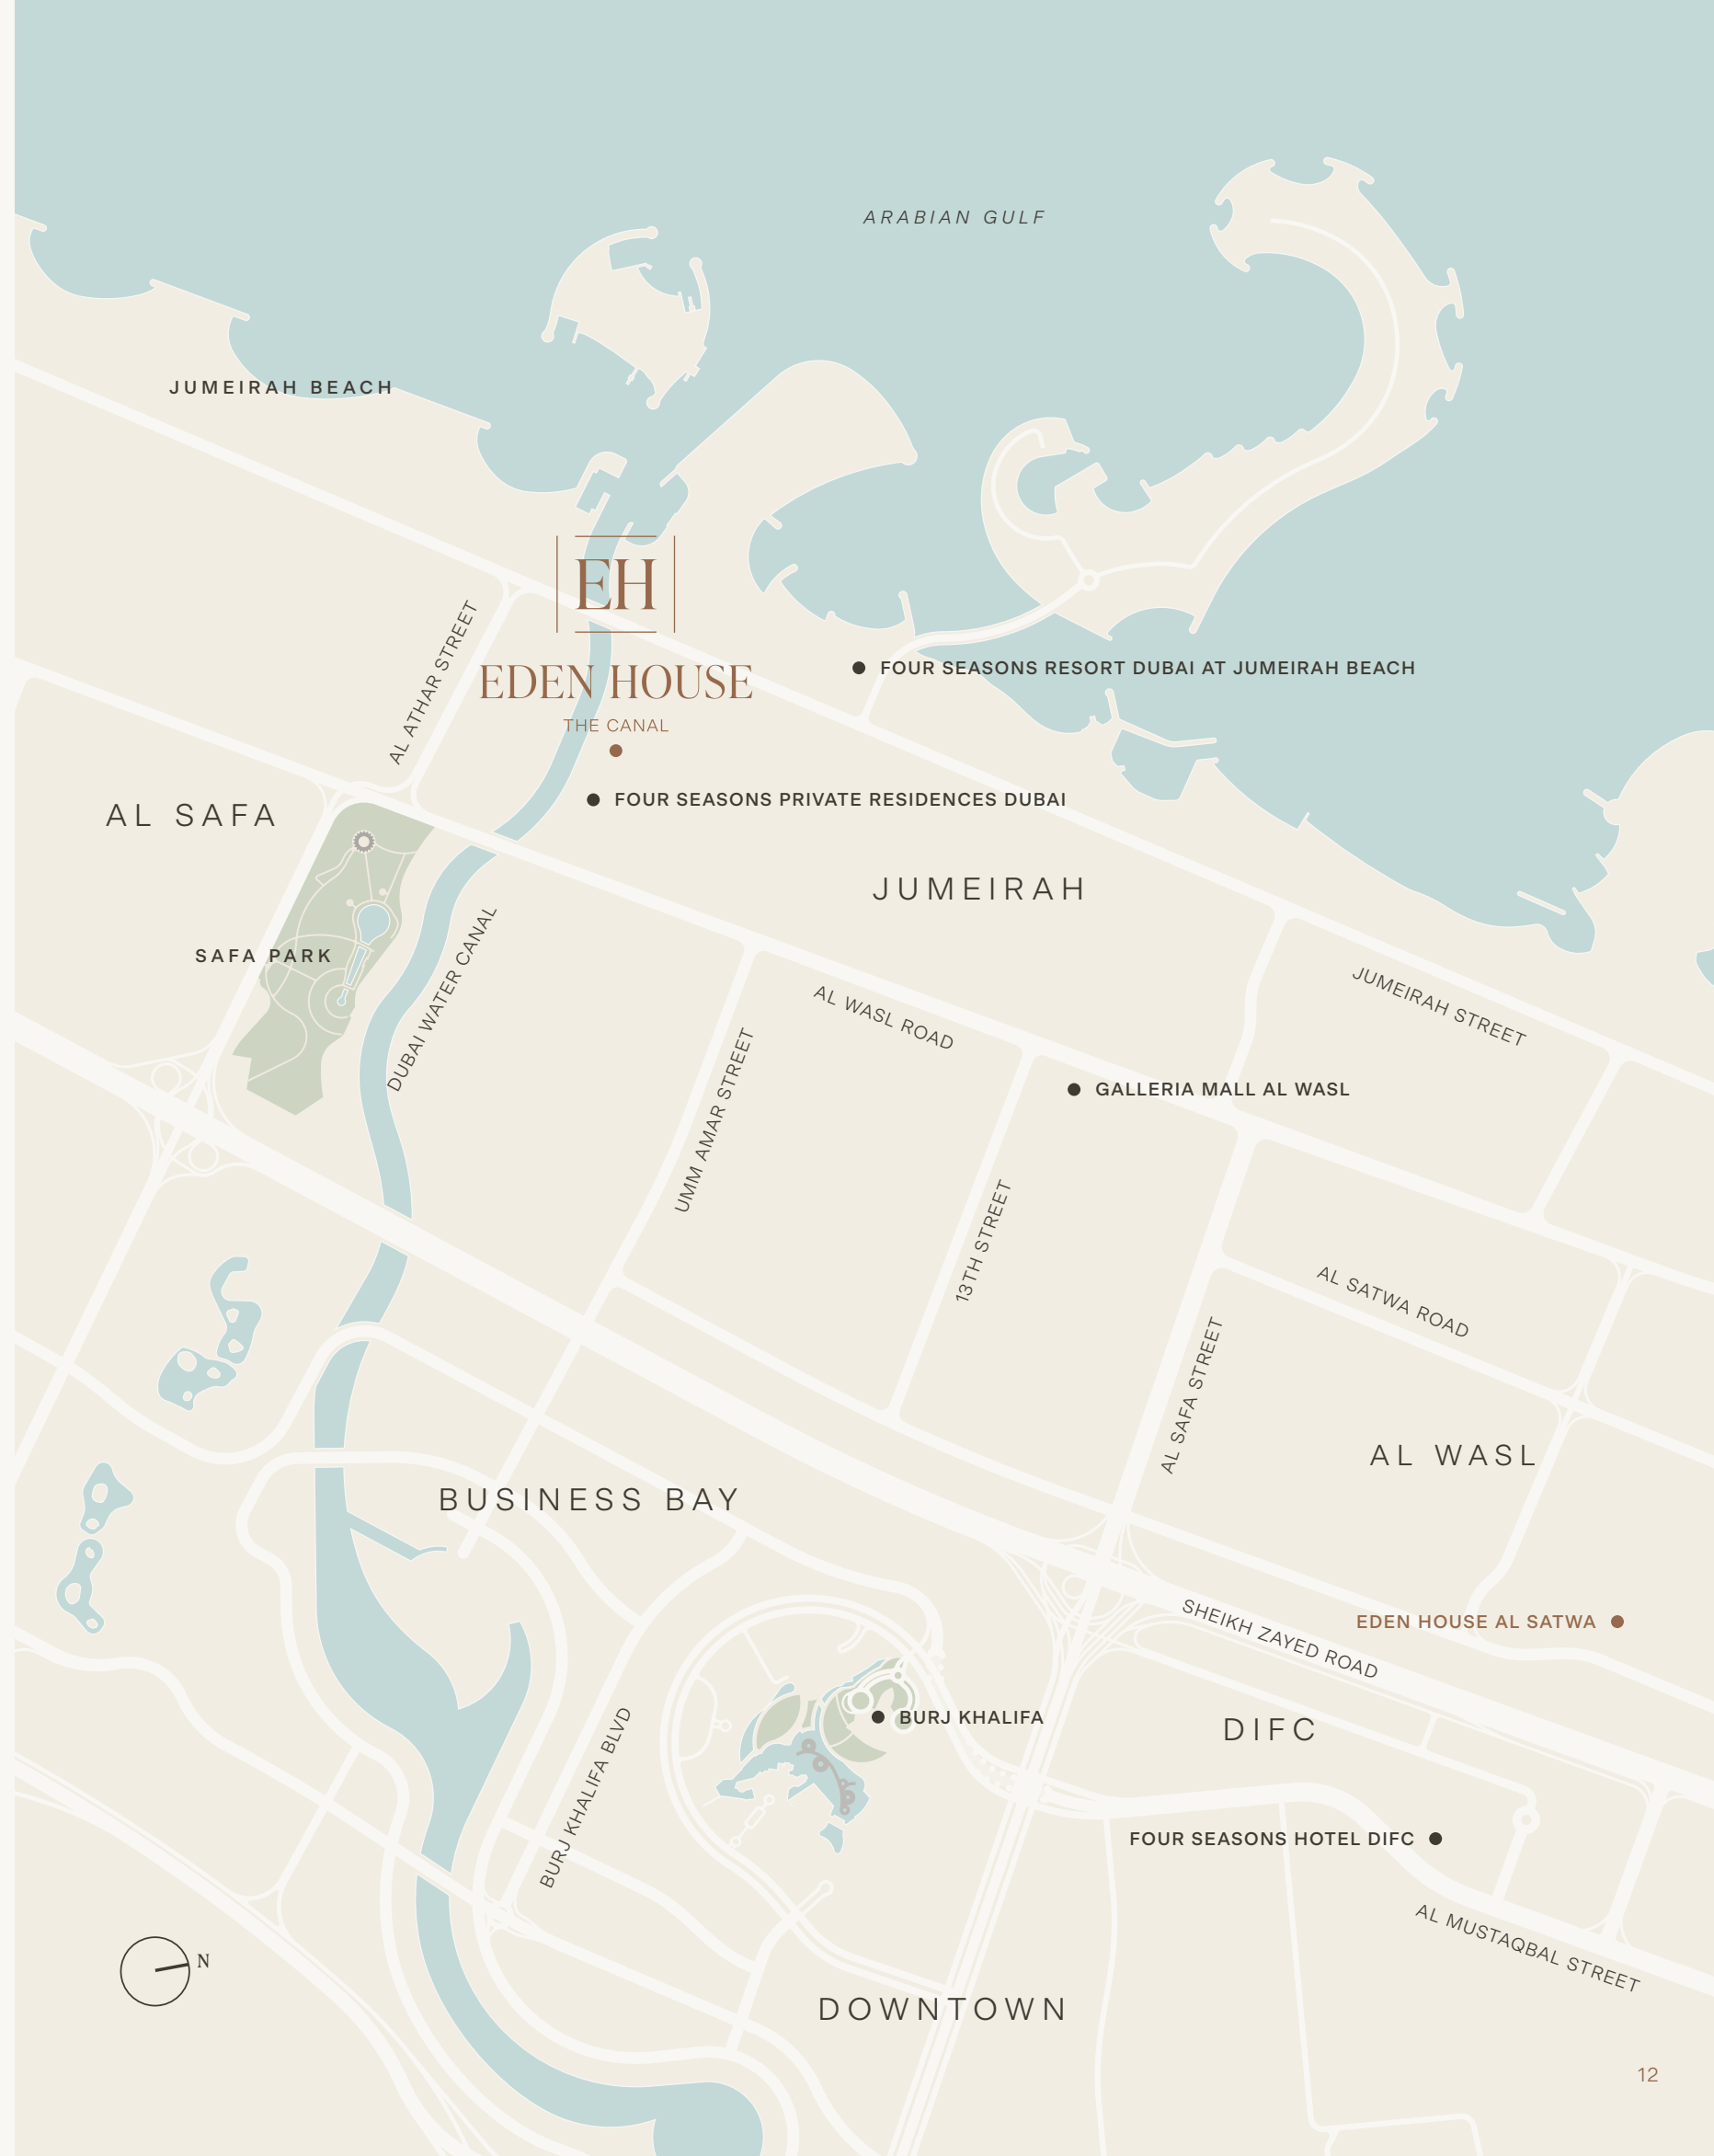 ARABIAN GULF
JUMEIRAH BEACH
EH
EDEN HOUSE
THE CANAL
AL ATHAR STREET
FOUR SEASONS RESORT DUBAI AT JUMEIRAH BEACH
FOUR SEASONS PRIVATE RESIDENCES DUBAI
AL SAFA
JUMEIRAH
SAFA PARK
DUBAI WATER CANAL
AL WASL ROAD
JUMEIRAH STREET
UMM AMAR STREET
GALLERIA MALL AL WASL
13TH STREET
AL SATWA ROAD
AL SAFA STREET
AL WASL
BUSINESS BAY
SHEIKH ZAYED ROAD
EDEN HOUSE AL SATWA
BURJ KHALIFA
DIFC
BURJ KHALIFA BLVD
FOUR SEASONS HOTEL DIFC
AL MUSTAQBAL STREET
N
DOWNTOWN
12